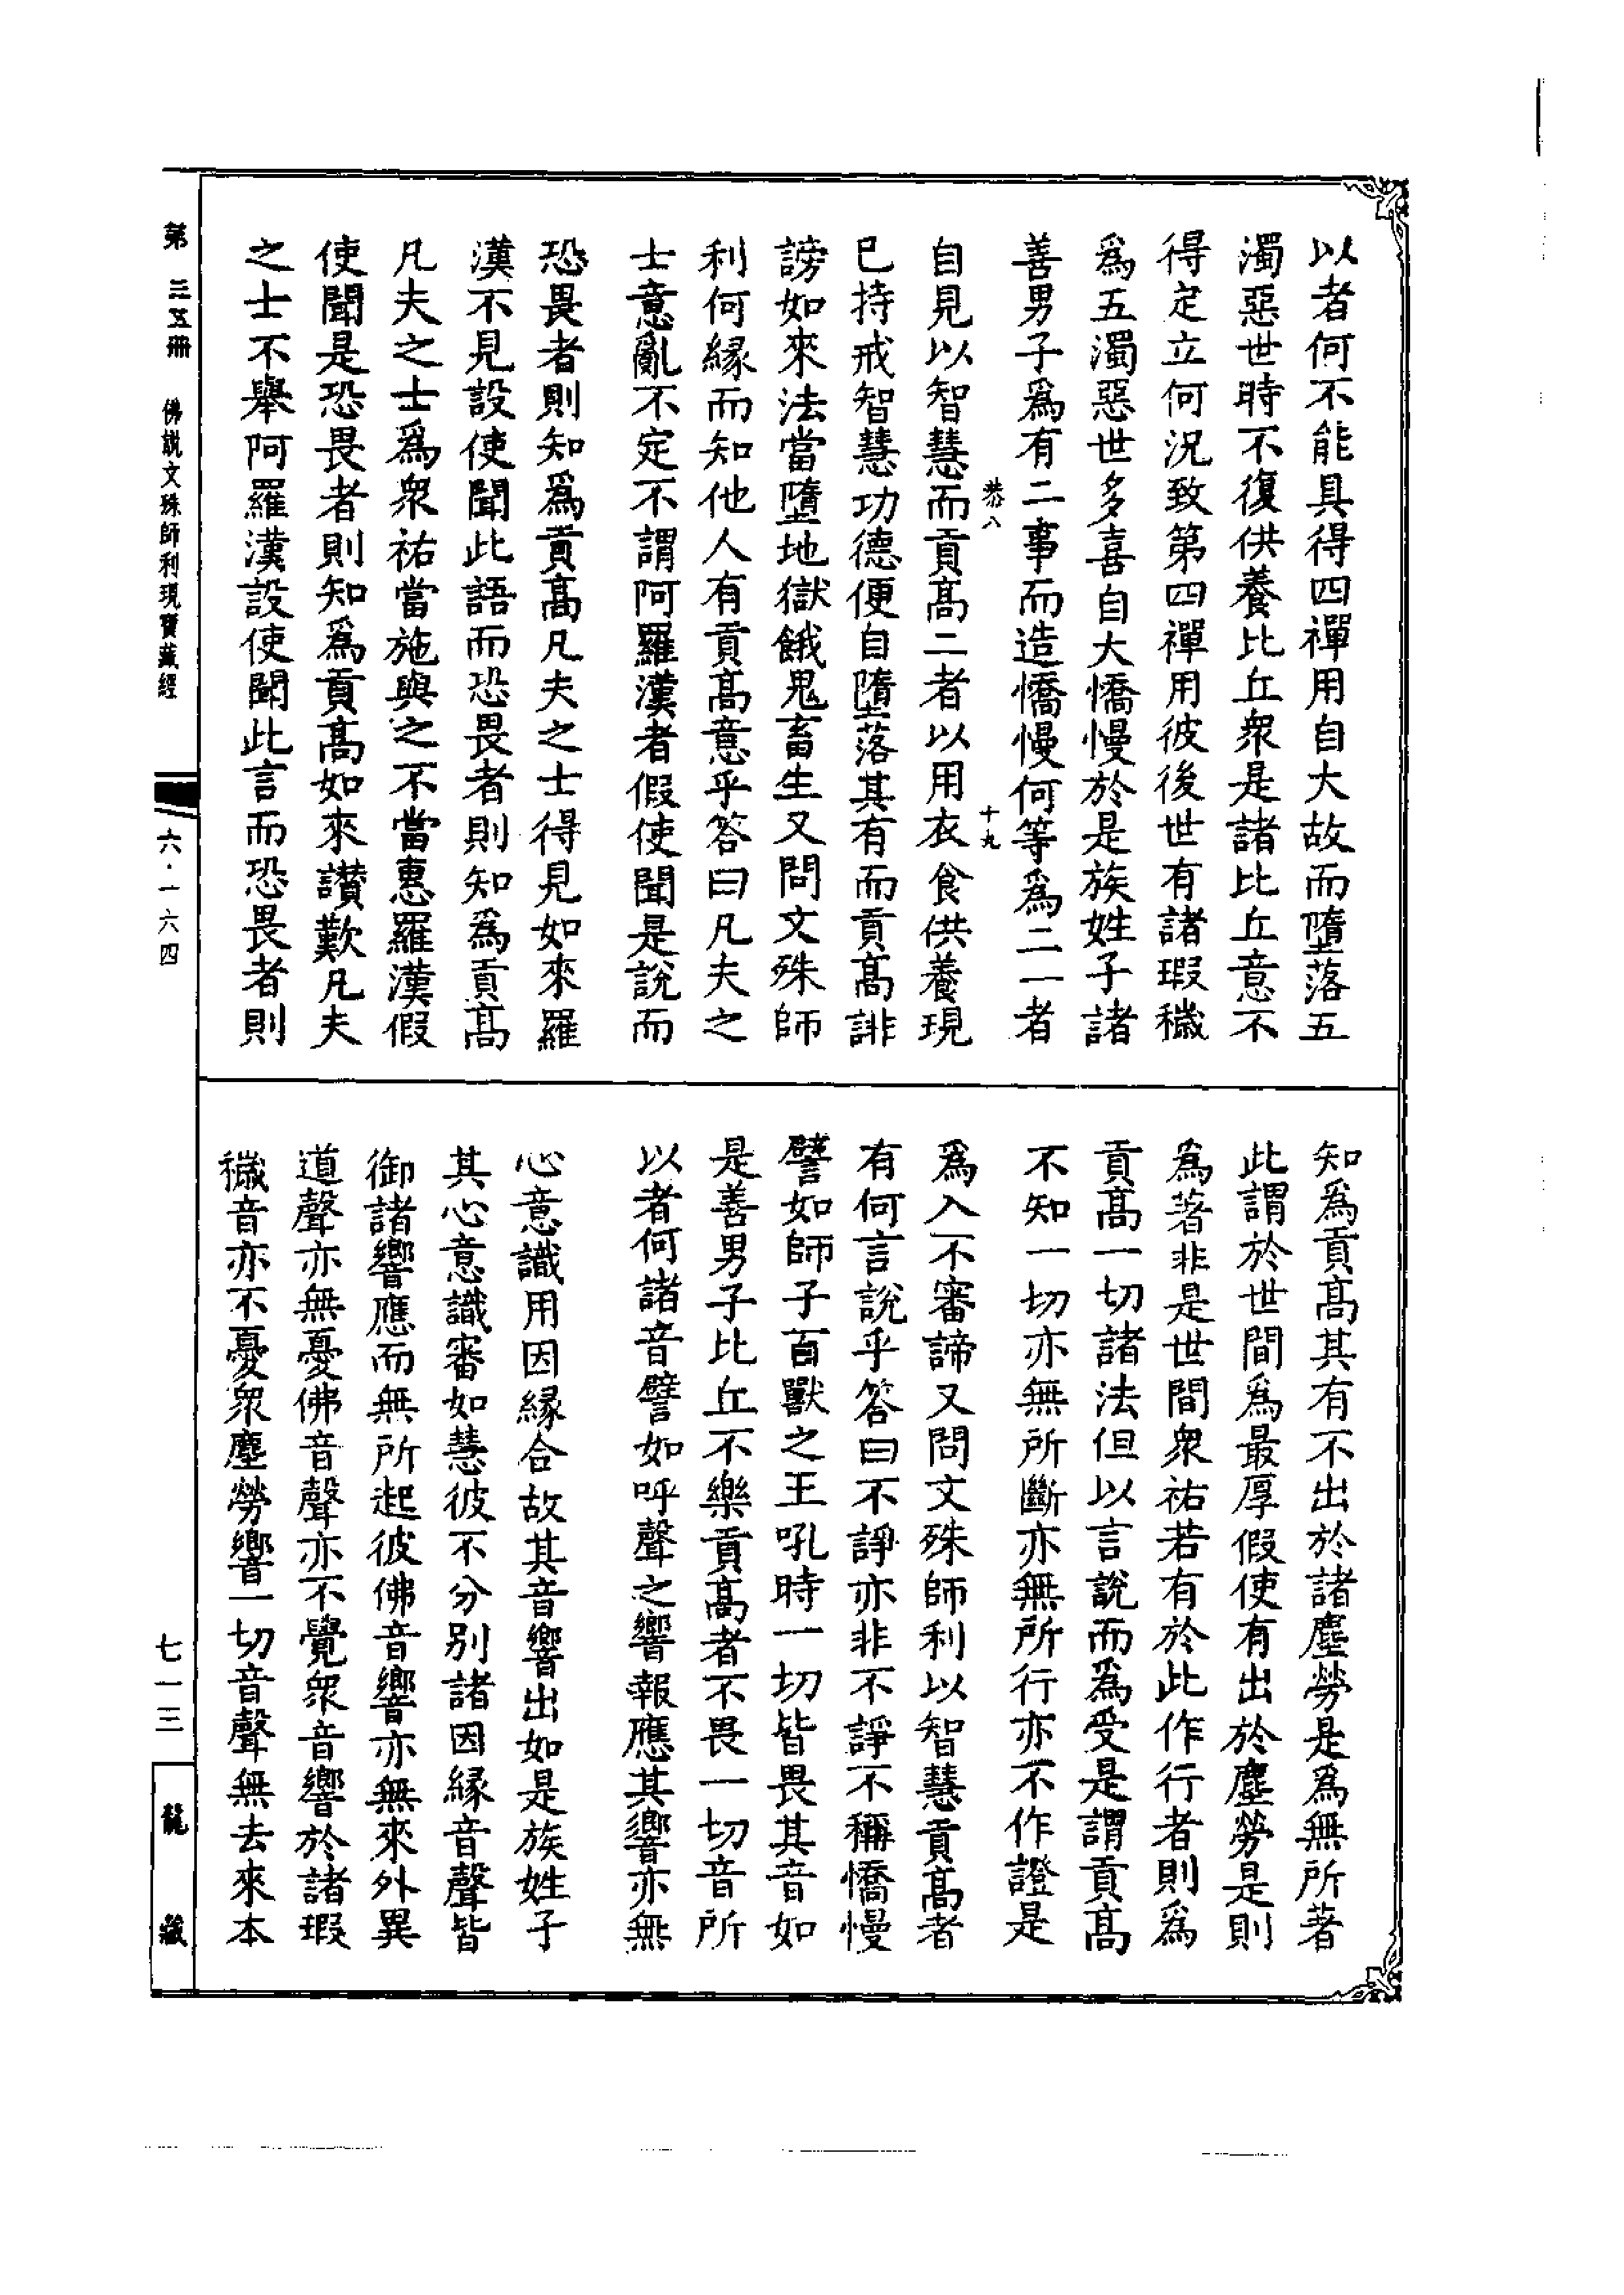 以者何不能具得四禪用自大故而墮落五
濁惡世時不復供養比丘衆是諸比丘意不
得定立何況致第四禪用彼後世有諸瑕穢
爲五濁惡世多喜自大憍慢於是族姓子諸
善男子爲有二事而造憍慢何等爲二一者
恭八
十九
自見以智慧而貢高二者以用衣食供養現
已持戒智慧功德便自墮落其有而貢高誹
謗如來法當墮地獄餓鬼畜生又問文殊師
利何緣而知他人有貢高意乎答曰凡夫之
士意亂不定不謂阿羅漢者假使聞是說而
恐畏者則知爲貢高凡夫之士得見如來羅
漢不見設使聞此語而恐畏者則知爲貢高
凡夫之士爲衆祐當施與之不當惠羅漢假
使聞是恐畏者則知爲貢高如來讃歎凡夫
之士不舉阿羅漢設使聞此言而恐畏者則
知爲貢高其有不出於諸塵勞是爲無所著
此謂於世間爲最厚假使有出於塵勞是則
爲著非是世間衆祐若有於此作行者則爲
貢高一切諸法但以言說而爲受是謂貢高
不知一切亦無所斷亦無所行亦不作證是
爲入不審諦又問文殊師利以智慧貢高者
有何言說乎答曰不諍亦非不諍不稱憍慢
譬如師子百獸之王吼時一切皆畏其音如
是善男子比丘不樂貢高者不畏一切音所
以者何諸音譬如呼聲之響報應其響亦無
心意識用因緣合故其音響出如是族姓子
其心意識審如慧彼不分別諸因緣音聲皆
御諸響應而無所起彼佛音響亦無來外異
道聲亦無憂佛音聲亦不覺衆音響於諸瑕
穢音亦不憂衆塵勞響一切音聲無去來本
第三五冊
佛說文殊師利現寶藏經
六·一六四
七一三
龍藏